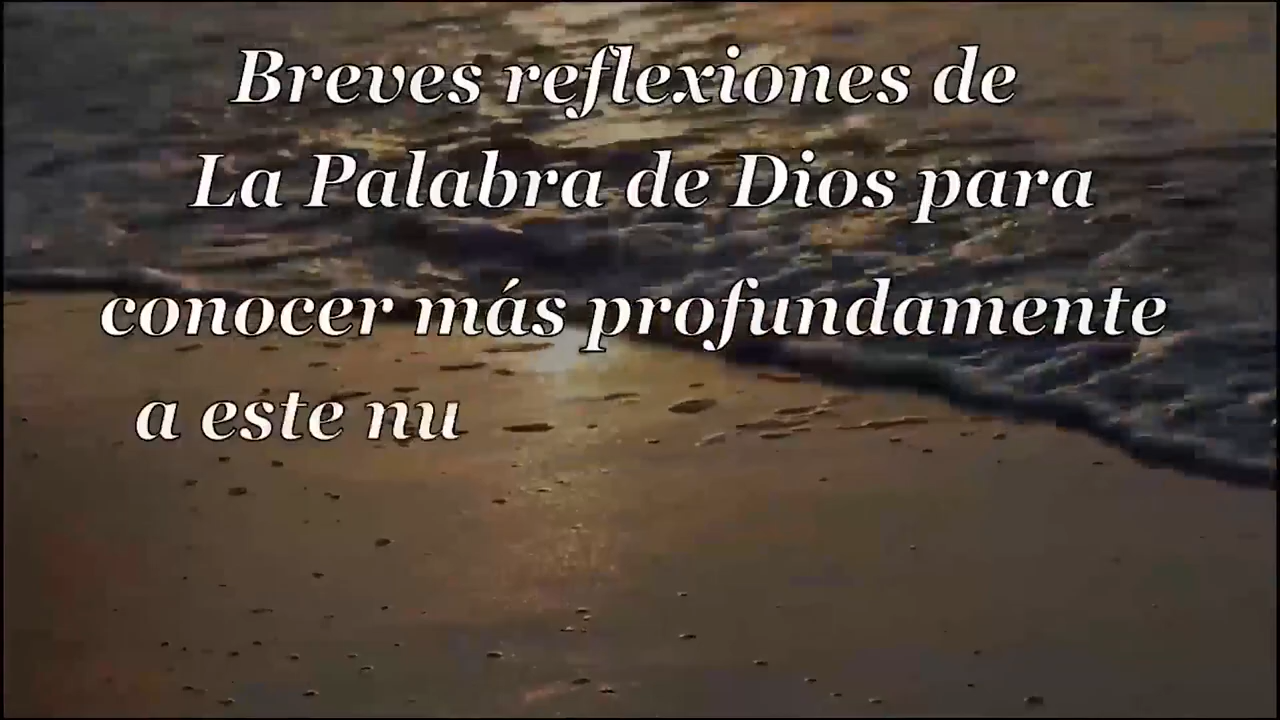 Breves reflexiones de
La Palabra de Dios para
conocer más profundamente
a este nu